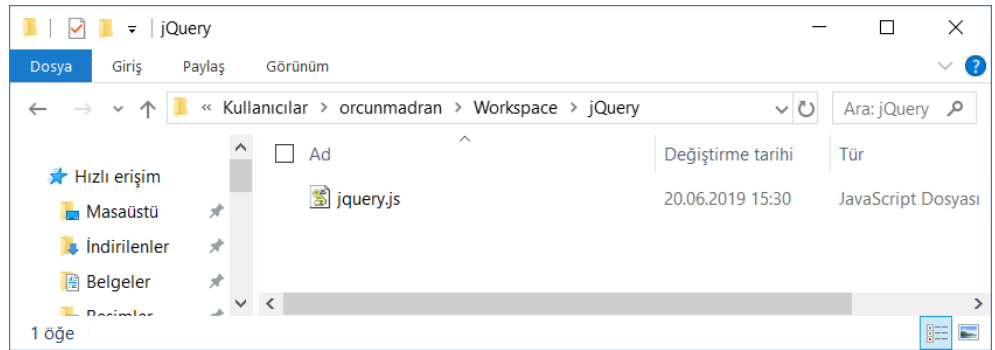 jQuery
Dosya Giriş Paylaş Görünüm
« Kullanıcılar > orcunmadran > Workspace > jQuery Ara: jQuery
Ad Değiştirme tarihi Tür
Hızlı erişim
jquery.js 20.06.2019 15:30 JavaScript Dosyası
Masaüstü
İndirilenler
Belgeler
Resimler
1 öğe